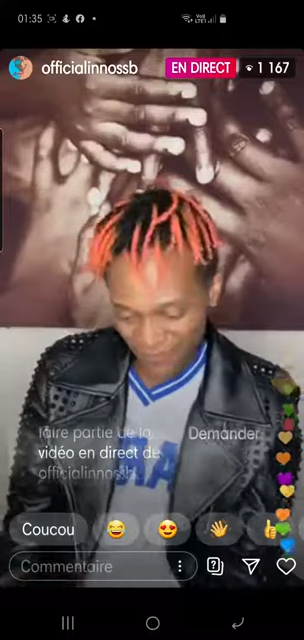 01:35
officialinnossb EN DIRECT 1 167
faire partie de la Demander
vidéo en direct de
officialinnossb.
Coucou
Commentaire